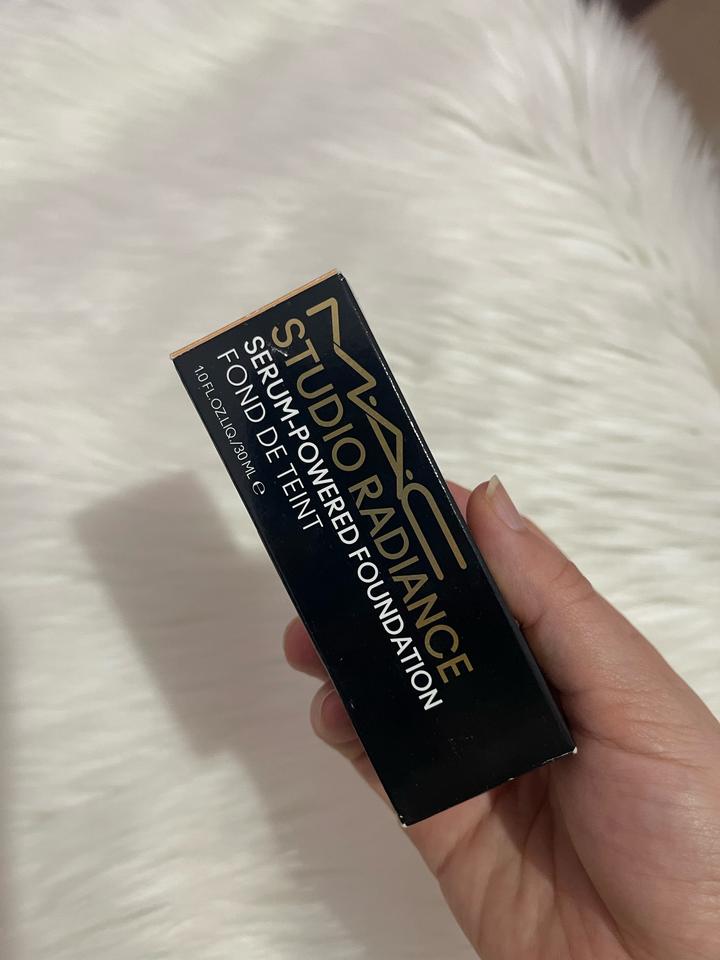 M·A·C
STUDIO RADIANCE
SERUM-POWERED FOUNDATION
FOND DE TEINT
1.0 FL.OZ.LIQ./30 ML ℮